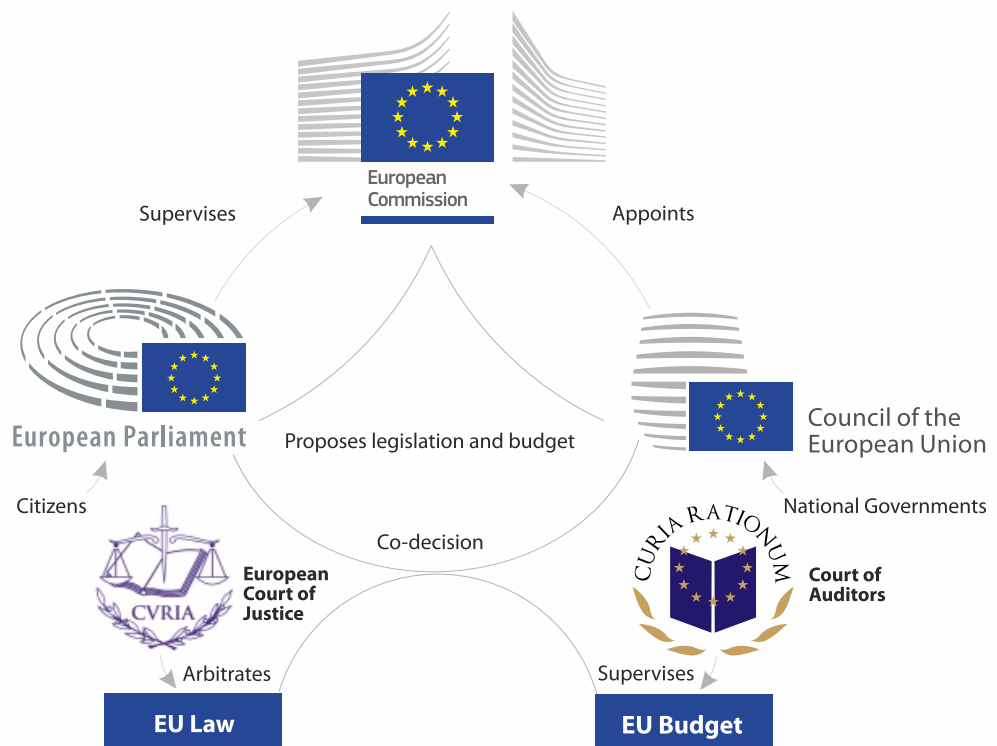 European
Commission
Supervises
Appoints
European Parliament
Council of the
European Union
Proposes legislation and budget
Citizens
National Governments
Co-decision
CVRIA
European
Court of
Justice
CURIA RATIONUM
Court of
Auditors
Arbitrates
Supervises
EU Law
EU Budget